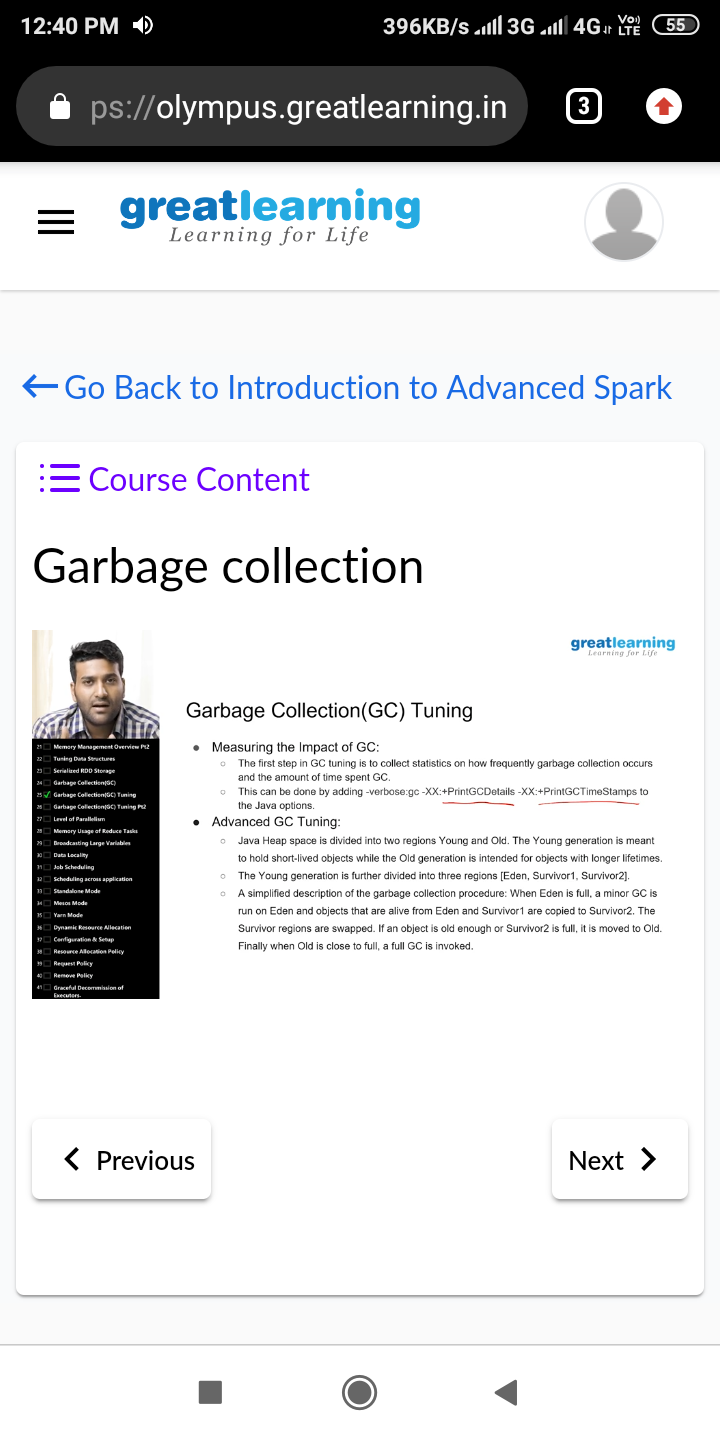 12:40 PM
396KB/s 3G 4G Vo) LTE 55
ps://olympus.greatlearning.in
3
greatlearning
Learning for Life
Go Back to Introduction to Advanced Spark
Course Content
Garbage collection
greatlearning
Learning for Life
21 Memory Management Overview Pt2
22 Tuning Data Structures
23 Serialized RDD Storage
24 Garbage Collection(GC)
25 Garbage Collection(GC) Tuning
26 Garbage Collection(GC) Tuning Pt2
27 Level of Parallelism
28 Memory Usage of Reduce Tasks
29 Broadcasting Large Variables
30 Data Locality
31 Job Scheduling
32 Scheduling across application
33 Standalone Mode
34 Mesos Mode
35 Yarn Mode
36 Dynamic Resource Allocation
37 Configuration & Setup
38 Resource Allocation Policy
39 Request Policy
40 Remove Policy
41 Graceful Decommission of
Executors.
Garbage Collection(GC) Tuning
● Measuring the Impact of GC:
○ The first step in GC tuning is to collect statistics on how frequently garbage collection occurs
and the amount of time spent GC.
○ This can be done by adding -verbose:gc -XX:+PrintGCDetails -XX:+PrintGCTimeStamps to
the Java options.
● Advanced GC Tuning:
○ Java Heap space is divided into two regions Young and Old. The Young generation is meant
to hold short-lived objects while the Old generation is intended for objects with longer lifetimes.
○ The Young generation is further divided into three regions [Eden, Survivor1, Survivor2].
○ A simplified description of the garbage collection procedure: When Eden is full, a minor GC is
run on Eden and objects that are alive from Eden and Survivor1 are copied to Survivor2. The
Survivor regions are swapped. If an object is old enough or Survivor2 is full, it is moved to Old.
Finally when Old is close to full, a full GC is invoked.
Previous
Next